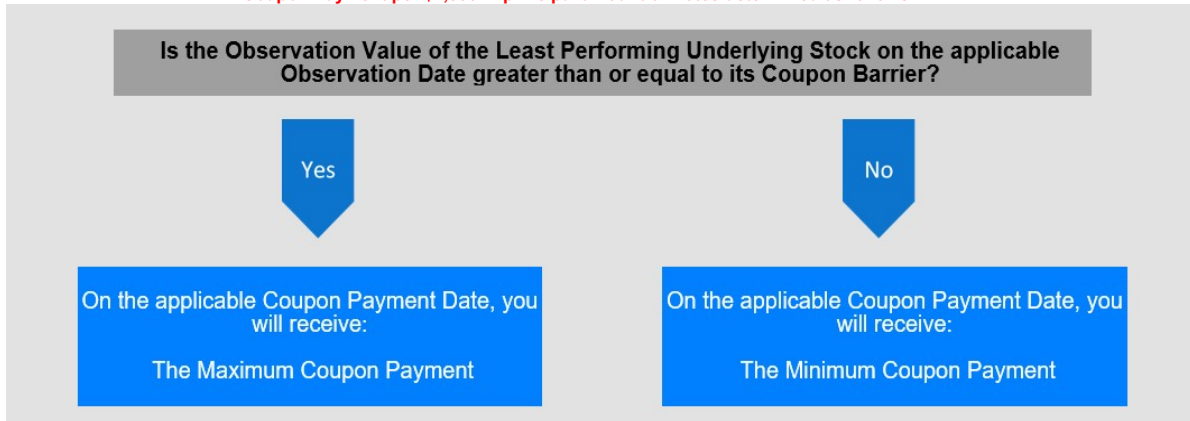 Is the Observation Value of the Least Performing Underlying Stock on the applicable
Observation Date greater than or equal to its Coupon Barrier?
Yes
No
On the applicable Coupon Payment Date, you
will receive:
The Maximum Coupon Payment
On the applicable Coupon Payment Date, you
will receive:
The Minimum Coupon Payment